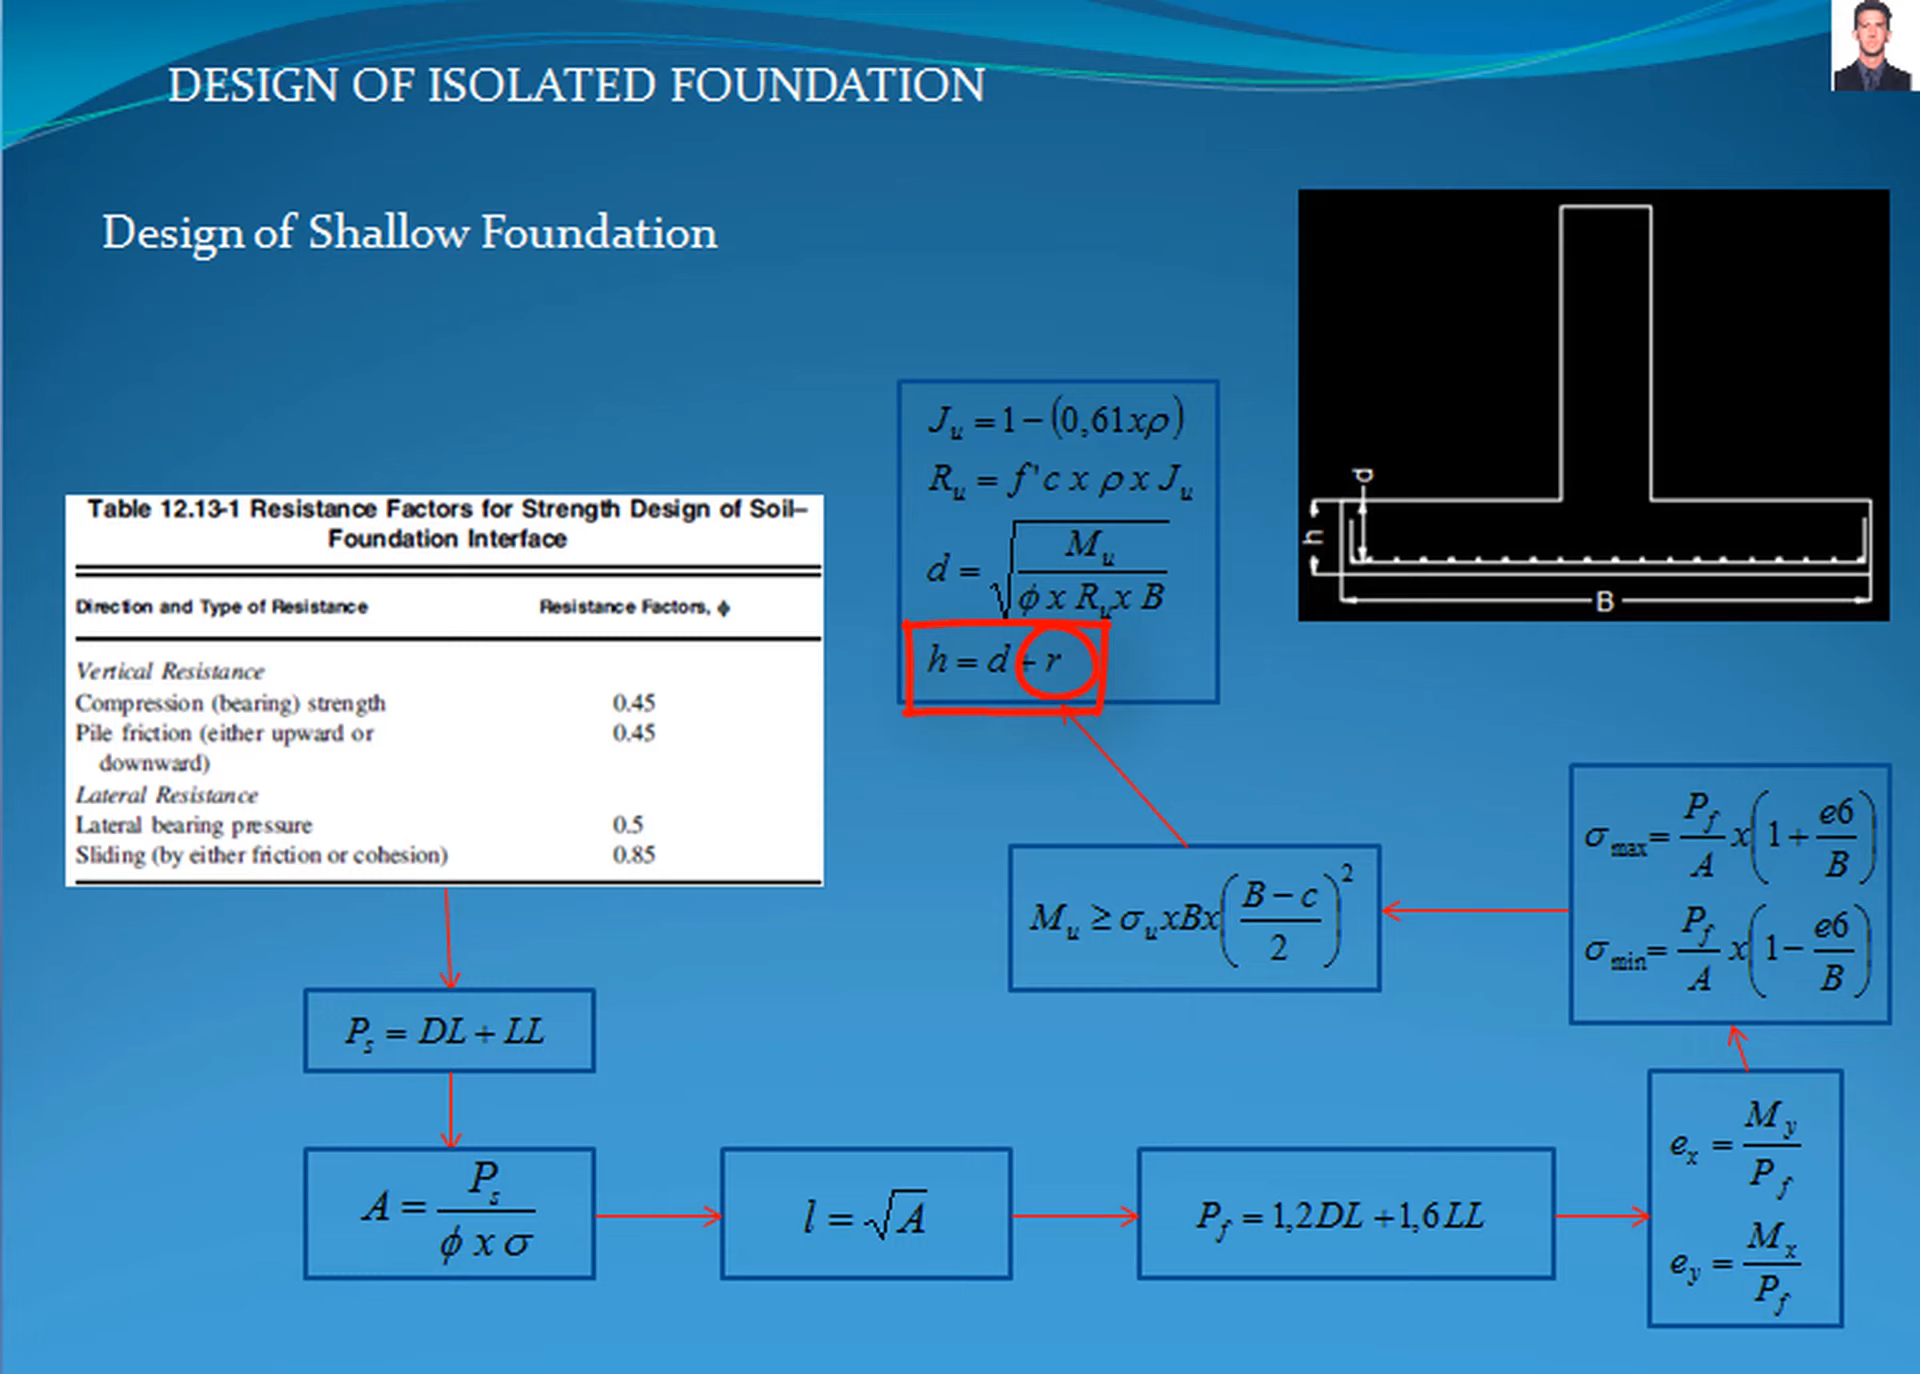 DESIGN OF ISOLATED FOUNDATION
Design of Shallow Foundation
Table 12.13-1 Resistance Factors for Strength Design of Soil–
Foundation Interface
Direction and Type of Resistance Resistance Factors, ϕ
Vertical Resistance
Compression (bearing) strength 0.45
Pile friction (either upward or 0.45
downward)
Lateral Resistance
Lateral bearing pressure 0.5
Sliding (by either friction or cohesion) 0.85
P_s = DL + LL
A = P_s / (ϕ x σ)
l = √A
P_f = 1,2DL + 1,6LL
e_x = M_y / P_f
e_y = M_x / P_f
σ_max = P_f / A x (1 + e6 / B)
σ_min = P_f / A x (1 − e6 / B)
M_u ≥ σ_u xBx ((B − c) / 2)^2
J_u = 1 − (0,61xρ)
R_u = f'c x ρ x J_u
d = √(M_u / (ϕ x R_u x B))
h = d + r
d
h
B